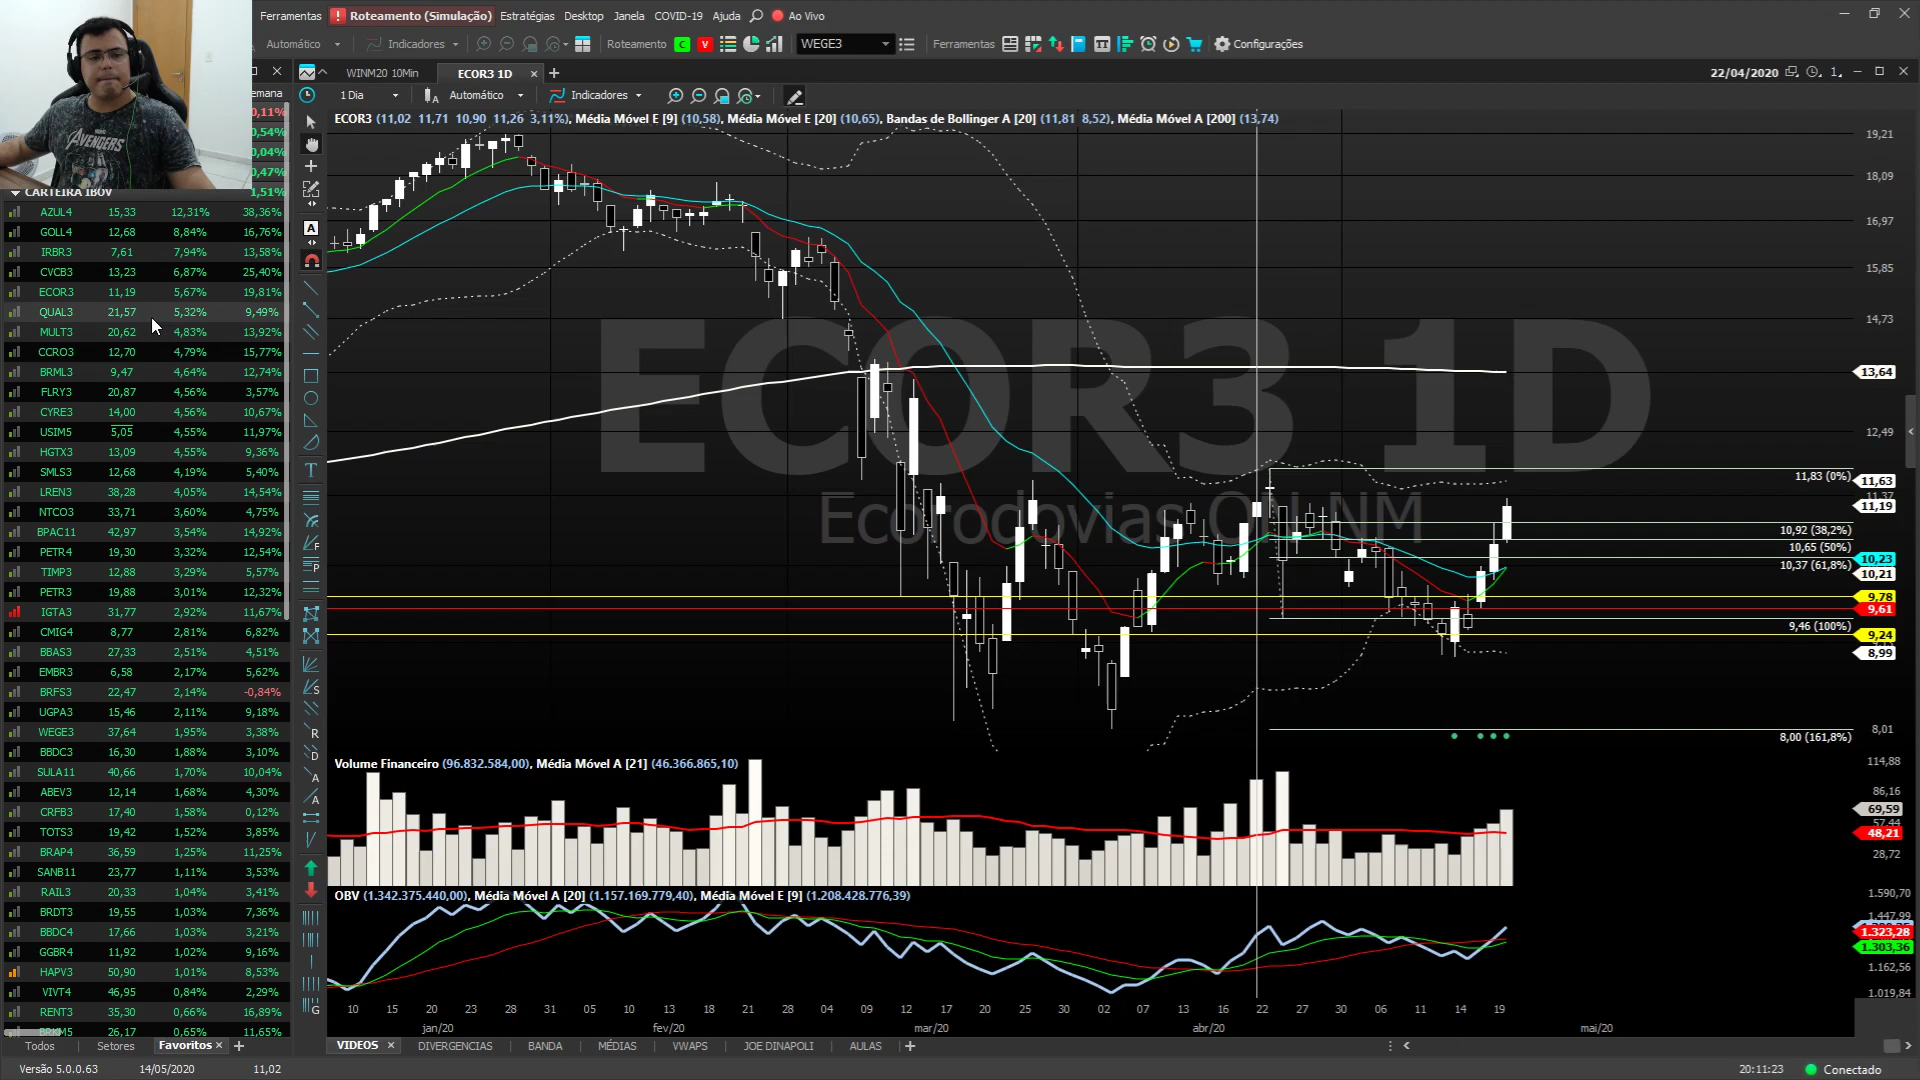 Ferramentas Roteamento (Simulação) Estratégias Desktop Janela COVID-19 Ajuda Ao Vivo
Automático Indicadores Roteamento C V WEGE3 Ferramentas Configurações
WINM20 10Min ECOR3 1D 22/04/2020 1
1 Dia Automático Indicadores
ECOR3 (11,02 11,71 10,90 11,26 3,11%), Média Móvel E [9] (10,58), Média Móvel E [20] (10,65), Bandas de Bollinger A [20] (11,81 8,52), Média Móvel A [200] (13,74)
emana
0,11%
0,54%
0,04%
0,47%
CARTEIRA IBOV 1,51%
AZUL4 15,33 12,31% 38,36%
GOLL4 12,68 8,84% 16,76%
IRBR3 7,61 7,94% 13,58%
CVCB3 13,23 6,87% 25,40%
ECOR3 11,19 5,67% 19,81%
QUAL3 21,57 5,32% 9,49%
MULT3 20,62 4,83% 13,92%
CCRO3 12,70 4,79% 15,77%
BRML3 9,47 4,64% 12,74%
FLRY3 20,87 4,56% 3,57%
CYRE3 14,00 4,56% 10,67%
USIM5 5,05 4,55% 11,97%
HGTX3 13,09 4,55% 9,36%
SMLS3 12,68 4,19% 5,40%
LREN3 38,28 4,05% 14,54%
NTCO3 33,71 3,60% 4,75%
BPAC11 42,97 3,54% 14,92%
PETR4 19,30 3,32% 12,54%
TIMP3 12,88 3,29% 5,57%
PETR3 19,88 3,01% 12,32%
IGTA3 31,77 2,92% 11,67%
CMIG4 8,77 2,81% 6,82%
BBAS3 27,33 2,51% 4,51%
EMBR3 6,58 2,17% 5,62%
BRFS3 22,47 2,14% -0,84%
UGPA3 15,46 2,11% 9,18%
WEGE3 37,64 1,95% 3,38%
BBDC3 16,30 1,88% 3,10%
SULA11 40,66 1,70% 10,04%
ABEV3 12,14 1,68% 4,30%
CRFB3 17,40 1,58% 0,12%
TOTS3 19,42 1,52% 3,85%
BRAP4 36,59 1,25% 11,25%
SANB11 23,77 1,11% 3,53%
RAIL3 20,33 1,04% 3,41%
BRDT3 19,55 1,03% 7,36%
BBDC4 17,66 1,03% 3,21%
GGBR4 11,92 1,02% 9,16%
HAPV3 50,90 1,01% 8,53%
VIVT4 46,95 0,84% 2,29%
RENT3 35,30 0,66% 16,89%
BRKM5 26,17 0,65% 11,65%
Todos Setores Favoritos
AVENGERS
ECOR3 1D
Ecorodovias ON NM
19,21
18,09
16,97
15,85
14,73
13,64
12,49
11,83 (0%)
11,63
11,37
11,19
10,92 (38,2%)
10,65 (50%)
10,23
10,37 (61,8%)
10,21
9,78
9,61
9,46 (100%)
9,24
8,99
8,01
8,00 (161,8%)
Volume Financeiro (96.832.584,00), Média Móvel A [21] (46.366.865,10)
114,88
86,16
69,59
57,44
48,21
28,72
OBV (1.342.375.440,00), Média Móvel A [20] (1.157.169.779,40), Média Móvel E [9] (1.208.428.776,39)
1.590,70
1.447,99
1.323,28
1.303,36
1.162,56
1.019,84
10 15 20 23 28 31 05 10 13 18 21 28 04 09 12 17 20 25 30 02 07 13 16 22 27 30 06 11 14 19
jan/20 fev/20 mar/20 abr/20 mai/20
VIDEOS DIVERGENCIAS BANDA MÉDIAS VWAPS JOE DINAPOLI AULAS
Versão 5.0.0.63 14/05/2020 11,02 20:11:23 Conectado